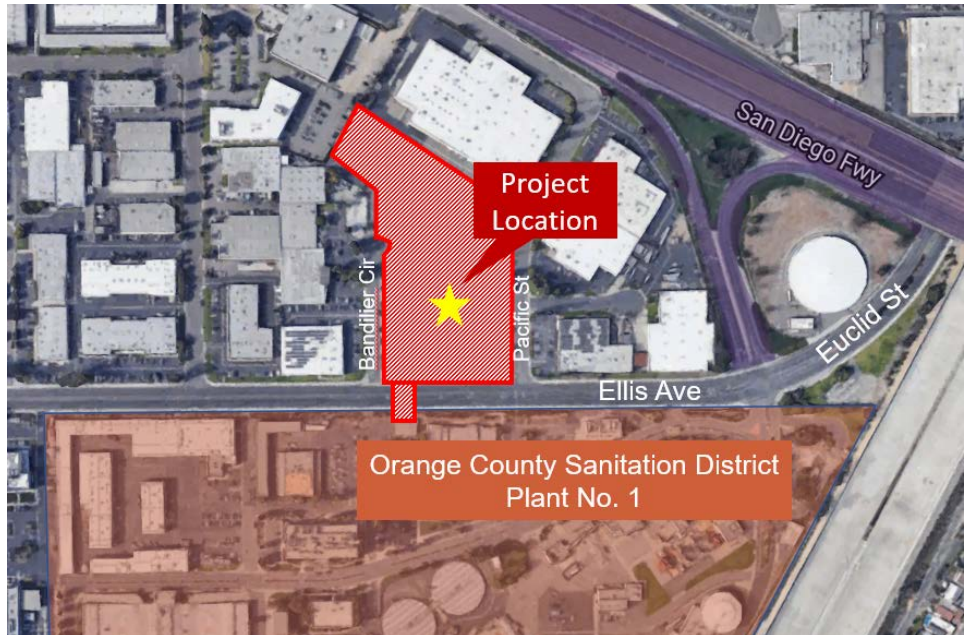 San Diego Fwy
Project
Location
Bandilier Cir
Pacific St
Euclid St
Ellis Ave
Orange County Sanitation District
Plant No. 1